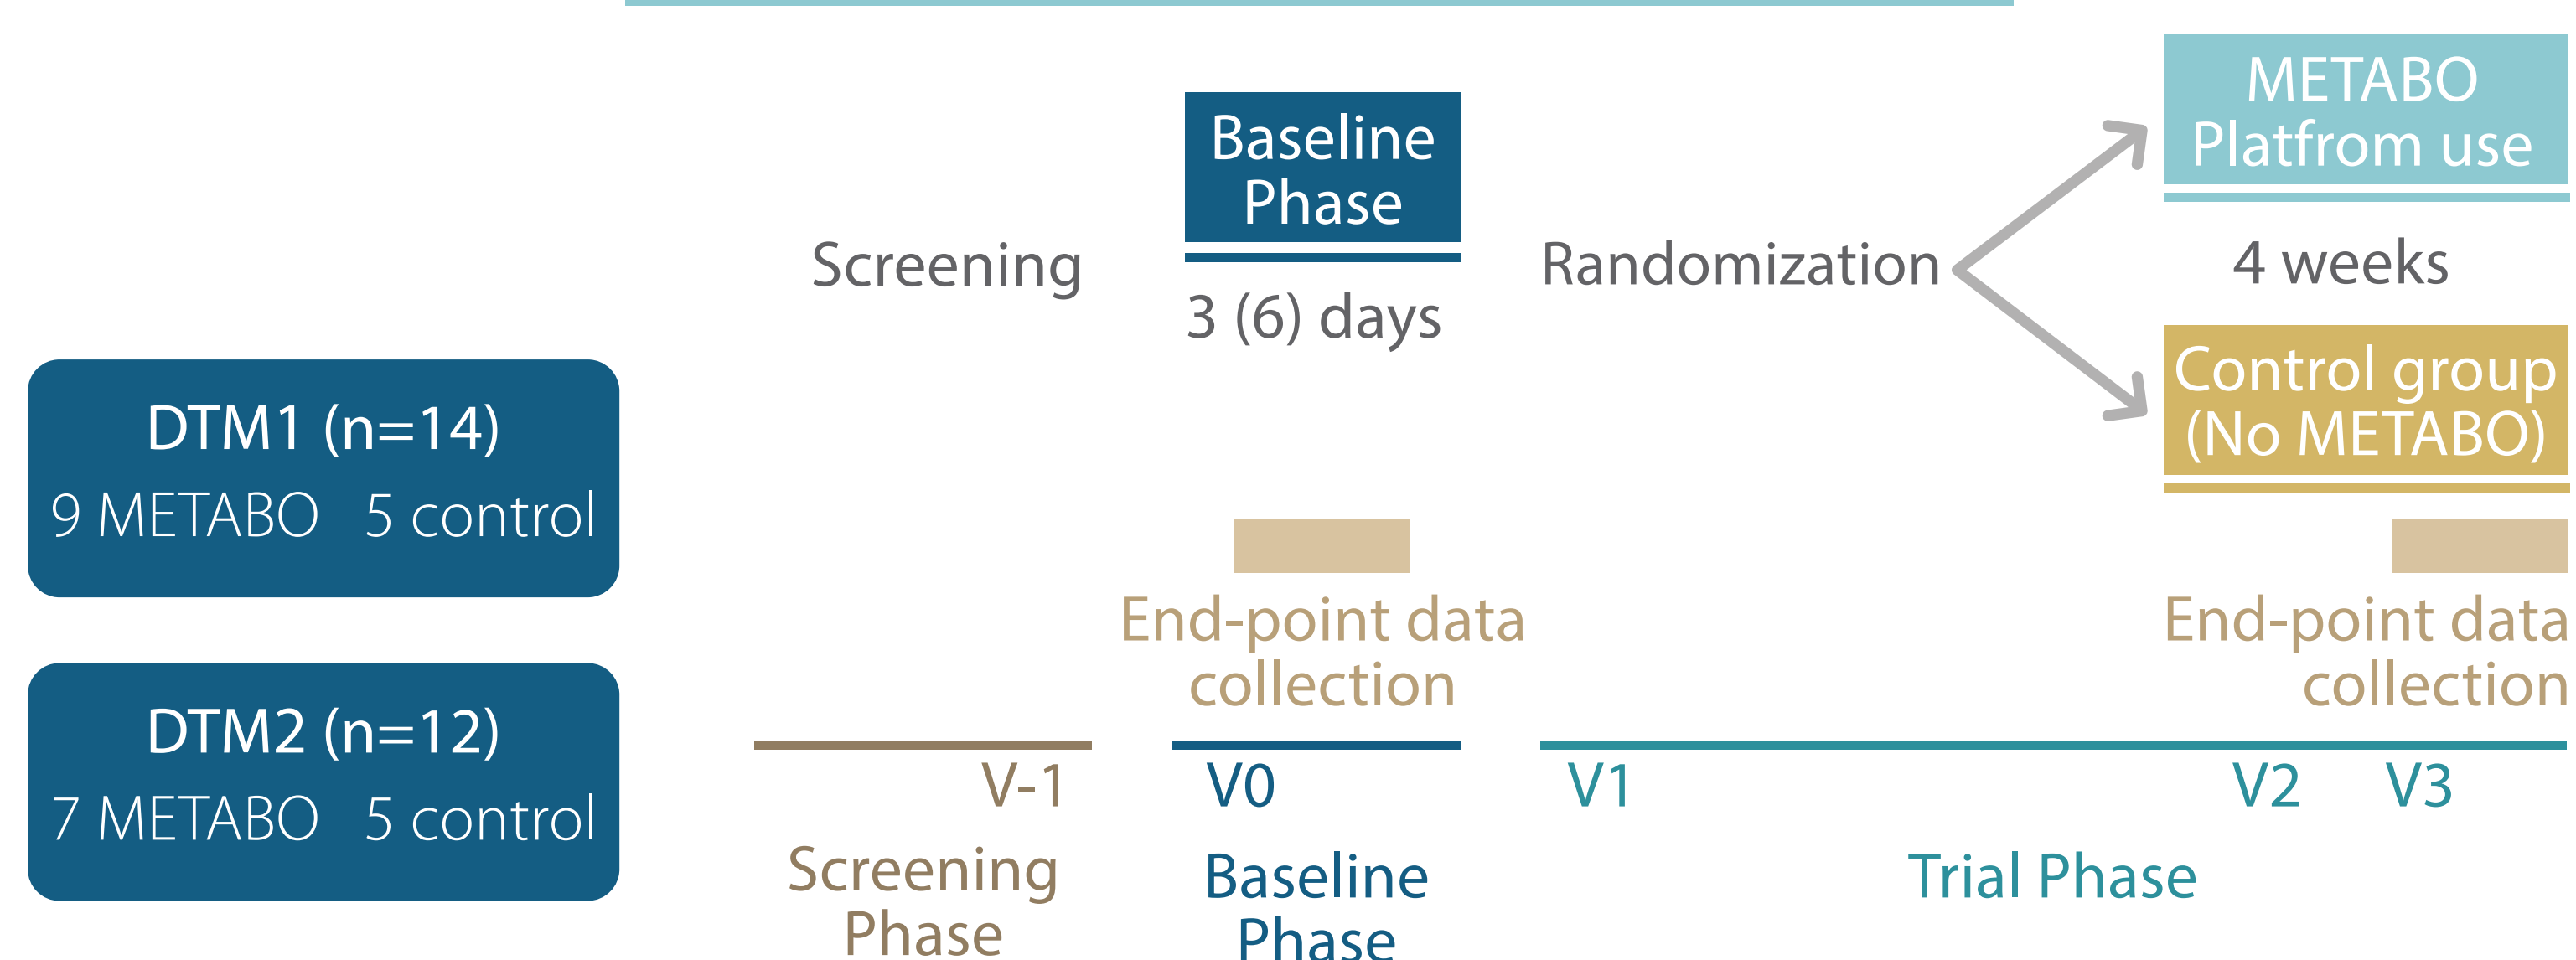 METABO
Platfrom use
Baseline
Phase
Screening
3 (6) days
Randomization
4 weeks
Control group
(No METABO)
DTM1 (n=14)
9 METABO 5 control
End-point data
collection
End-point data
collection
DTM2 (n=12)
7 METABO 5 control
V-1
V0
V1
V2
V3
Screening
Phase
Baseline
Phase
Trial Phase